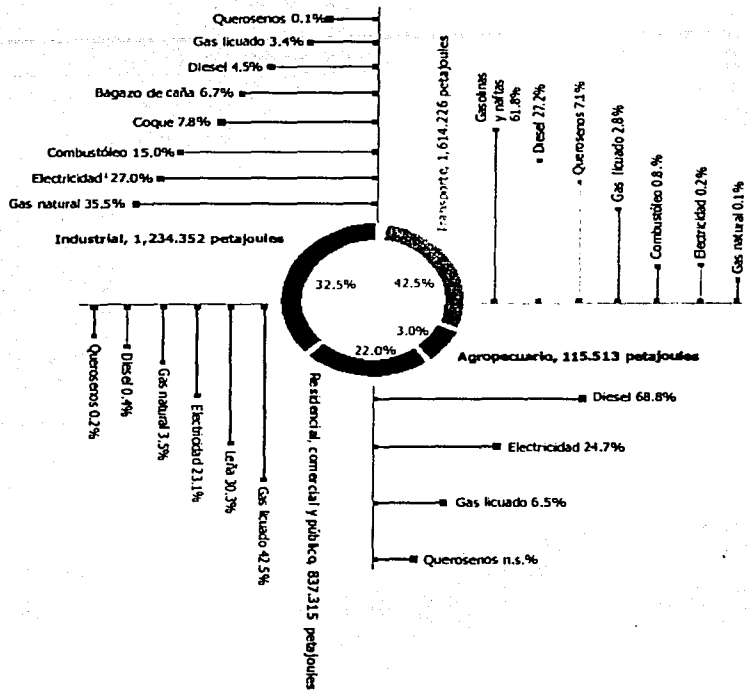 Querosenos 0.1%
Gas licuado 3.4%
Diesel 4.5%
Bagazo de caña 6.7%
Coque 7.8%
Combustóleo 15.0%
Electricidad¹ 27.0%
Gas natural 35.5%
Industrial, 1,234.352 petajoules
Transporte, 1,614.226 petajoules
Gasolinas
y naftas
61.8%
Diesel 27.2%
Querosenos 7.1%
Gas licuado 2.8%
Combustóleo 0.8%
Electricidad 0.2%
Gas natural 0.1%
32.5%
42.5%
3.0%
22.0%
Agropecuario, 115.513 petajoules
Diesel 68.8%
Electricidad 24.7%
Gas licuado 6.5%
Querosenos n.s.%
Residencial, comercial y público, 837.315 petajoules
Querosenos 0.2%
Diesel 0.4%
Gas natural 3.5%
Electricidad 23.1%
Leña 30.3%
Gas licuado 42.5%